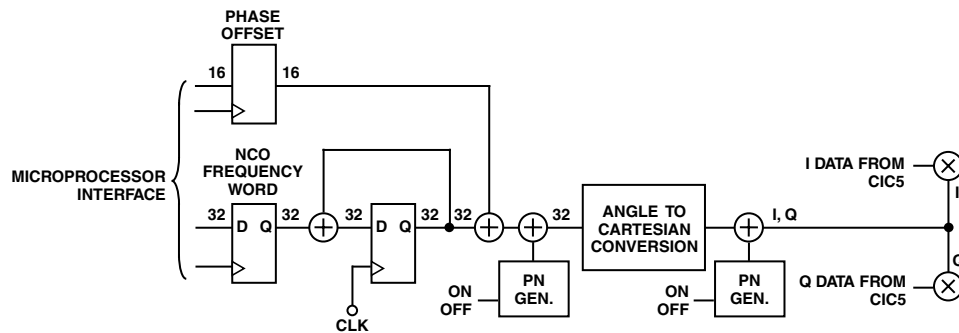 PHASE
OFFSET
16
16
MICROPROCESSOR
INTERFACE
NCO
FREQUENCY
WORD
32
D
Q
32
32
D
Q
32
32
CLK
32
ON
OFF
PN
GEN.
ANGLE TO
CARTESIAN
CONVERSION
I, Q
ON
OFF
PN
GEN.
I DATA FROM
CIC5
I
Q
Q DATA FROM
CIC5